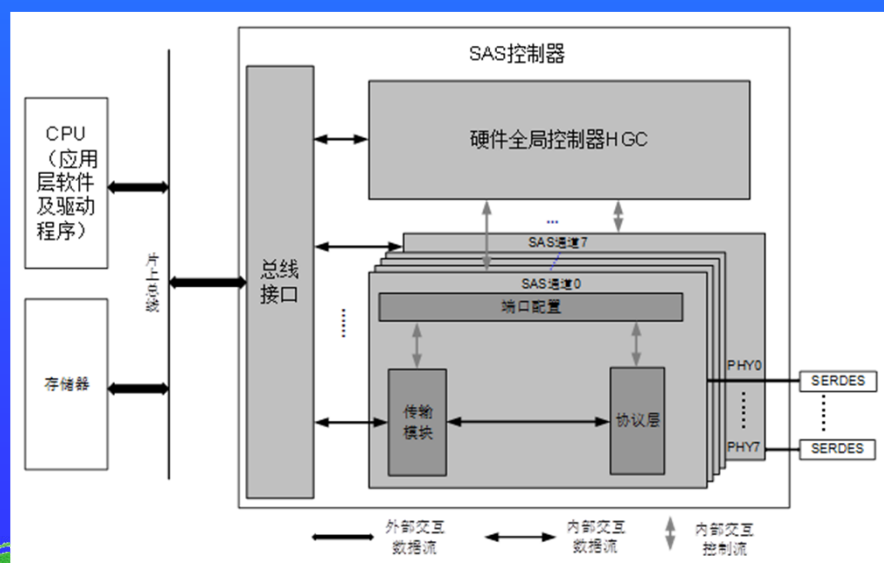 SAS控制器
CPU
（应用
层软件
及驱动
程序）
片上总线
存储器
总线
接口
硬件全局控制器HGC
...
SAS通道7
SAS通道0
端口配置
传输
模块
协议层
PHY0
PHY7
SERDES
SERDES
外部交互
数据流
内部交互
数据流
内部交互
控制流